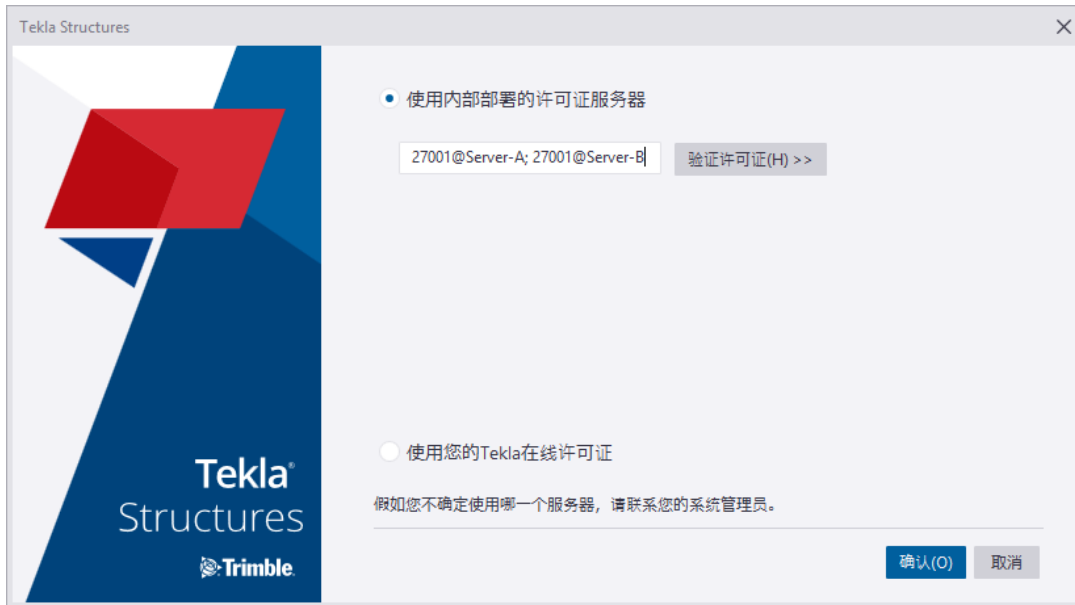 Tekla Structures
使用内部部署的许可证服务器
27001@Server-A; 27001@Server-B
验证许可证(H) >>
使用您的Tekla在线许可证
假如您不确定使用哪一个服务器，请联系您的系统管理员。
确认(O)
取消
Tekla®
Structures
Trimble.